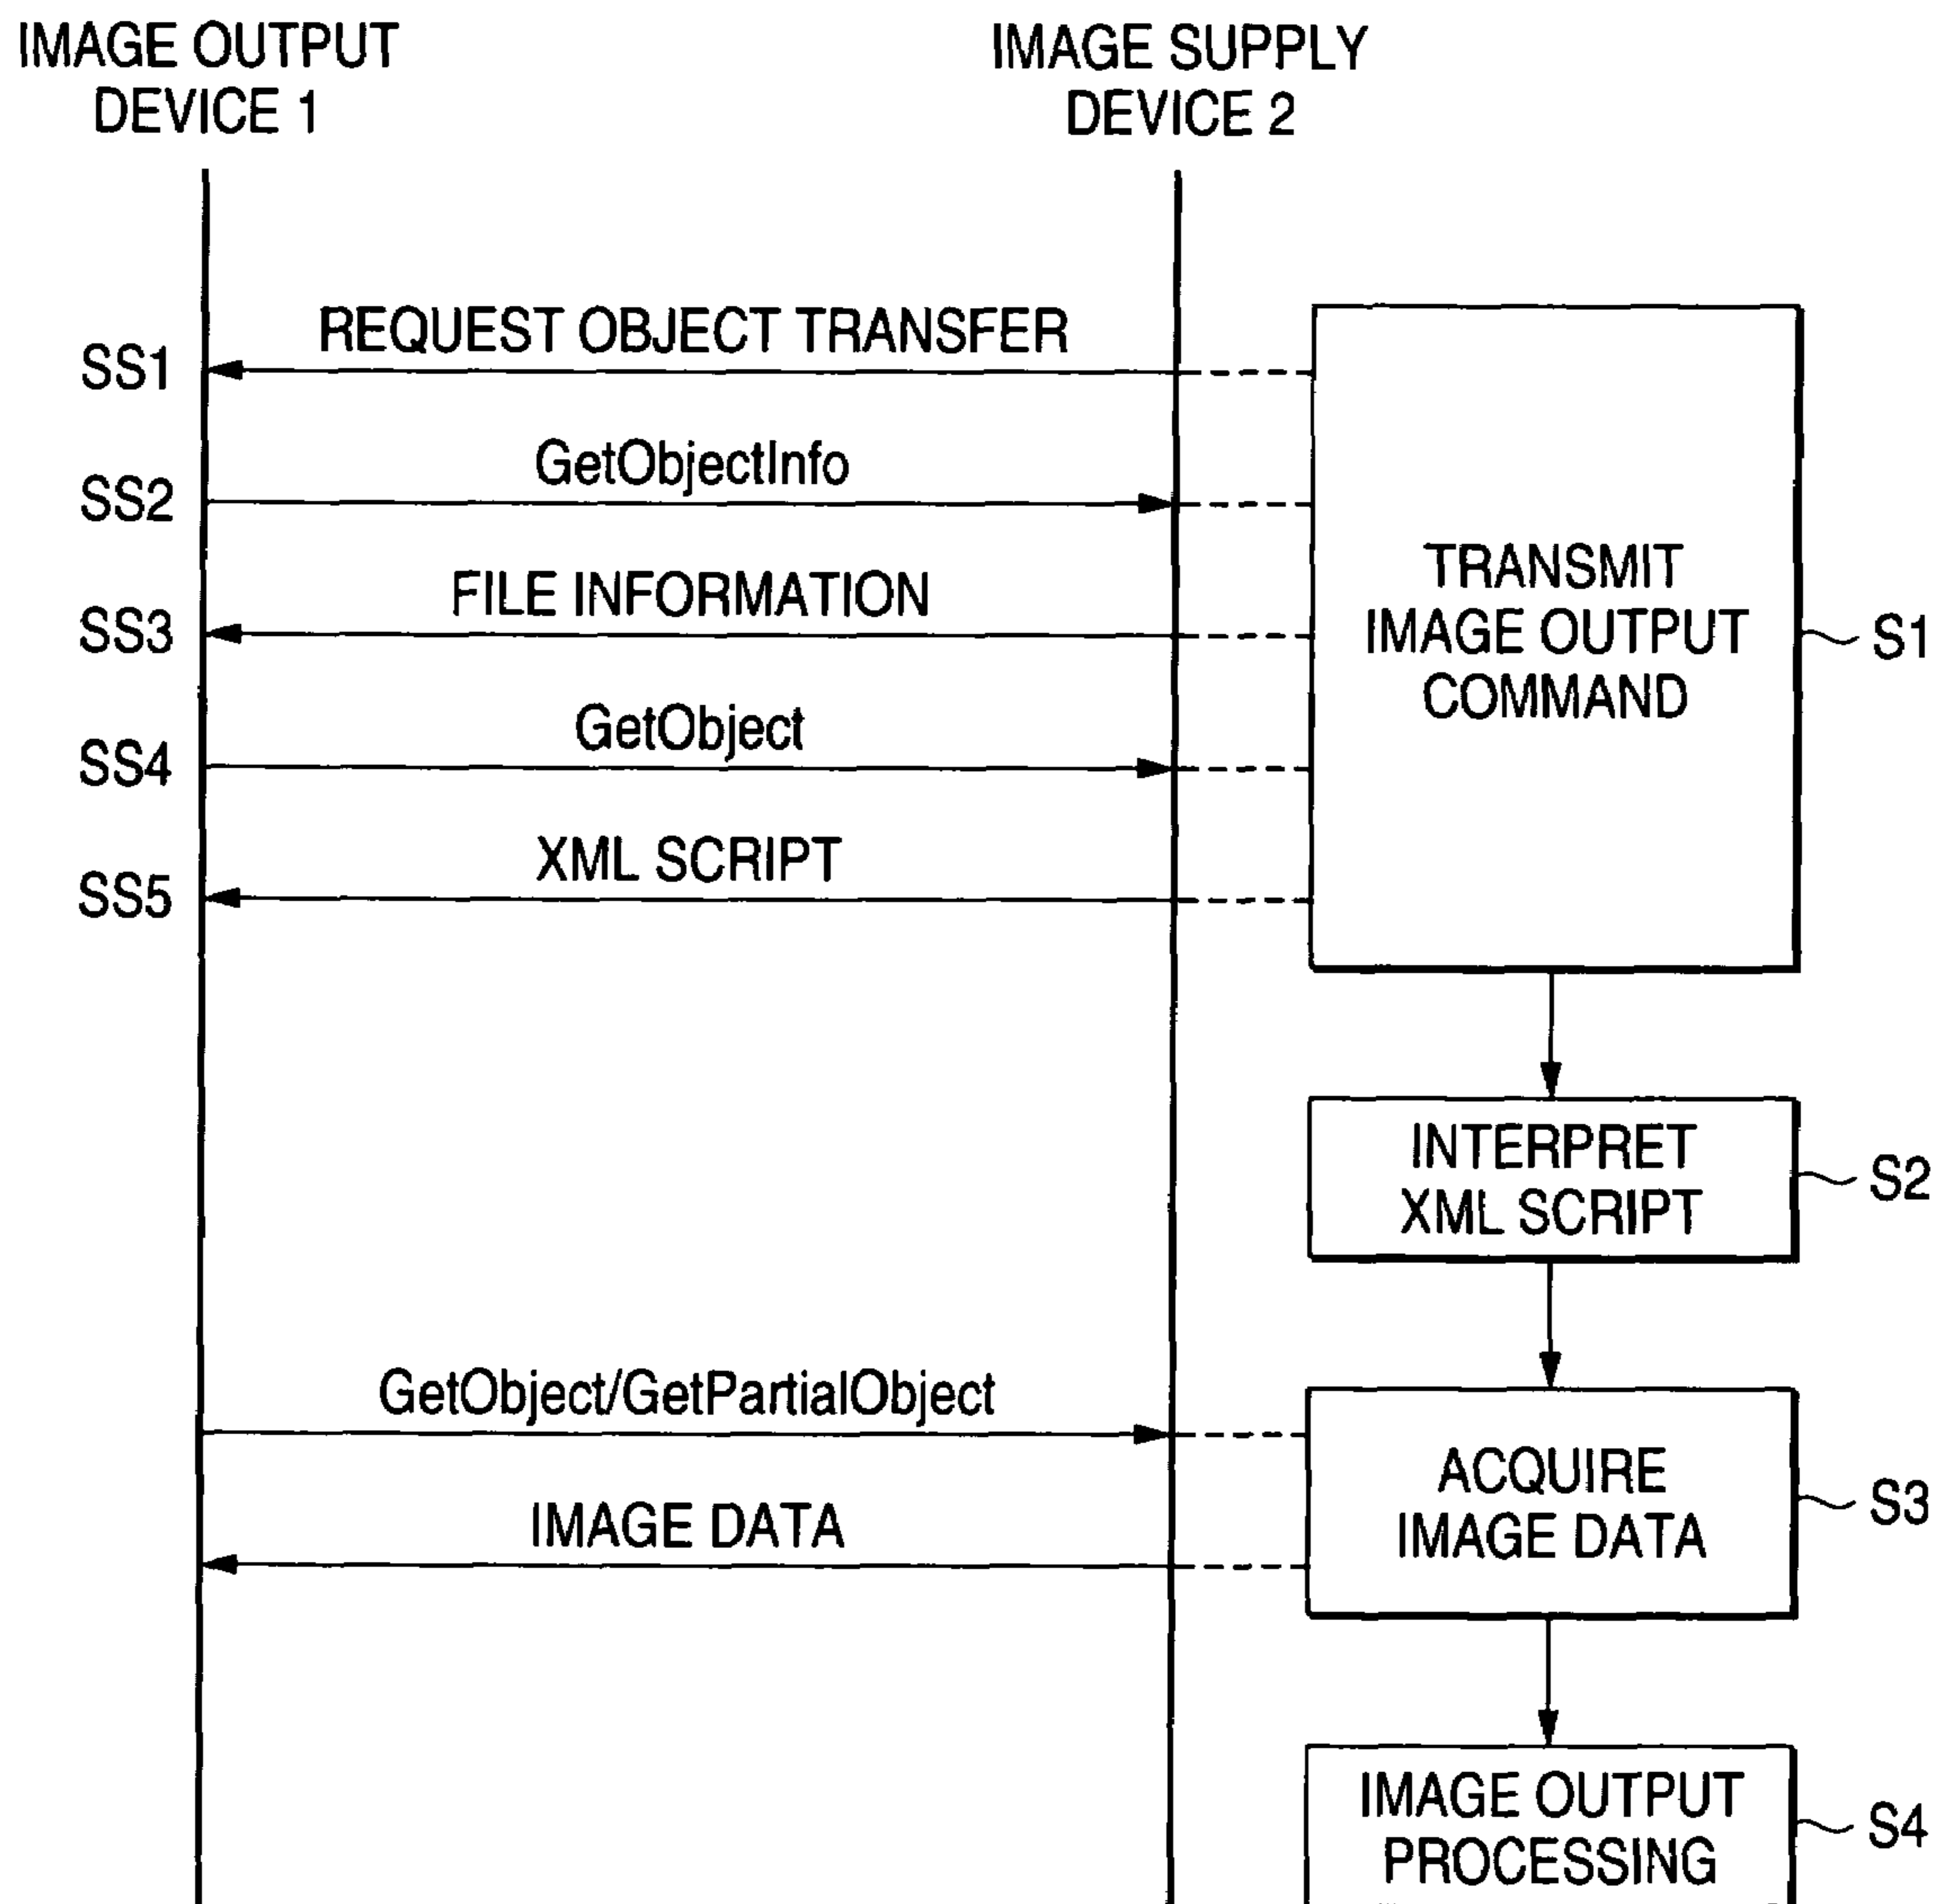 IMAGE OUTPUT
DEVICE 1
IMAGE SUPPLY
DEVICE 2
REQUEST OBJECT TRANSFER
SS1
GetObjectInfo
SS2
FILE INFORMATION
SS3
GetObject
SS4
XML SCRIPT
SS5
TRANSMIT
IMAGE OUTPUT
COMMAND
S1
INTERPRET
XML SCRIPT
S2
GetObject/GetPartialObject
IMAGE DATA
ACQUIRE
IMAGE DATA
S3
IMAGE OUTPUT
PROCESSING
S4